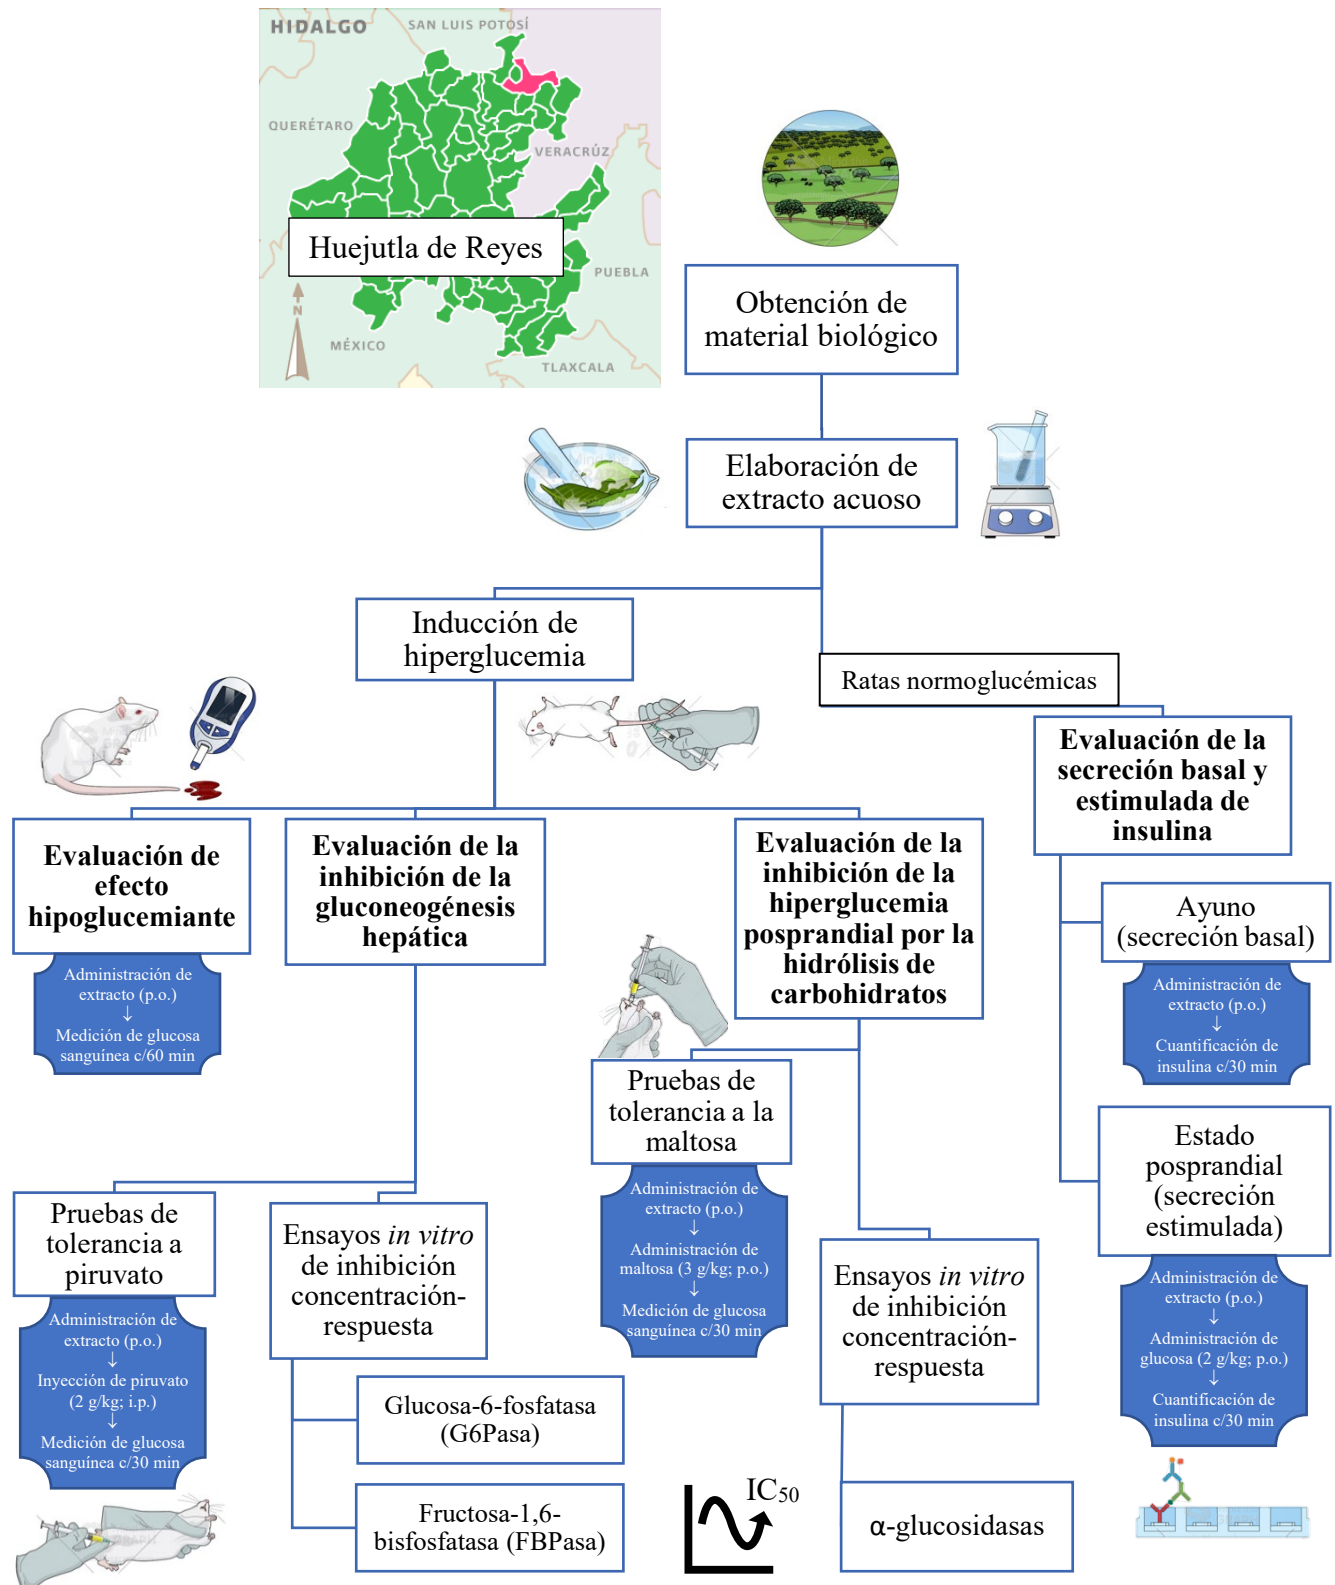 HIDALGO
SAN LUIS POTOSÍ
QUERÉTARO
VERACRÚZ
Huejutla de Reyes
PUEBLA
N
MÉXICO
TLAXCALA
Obtención de
material biológico
Elaboración de
extracto acuoso
Inducción de
hiperglucemia
Ratas normoglucémicas
Evaluación de
efecto
hipoglucemiante
Administración de
extracto (p.o.)
↓
Medición de glucosa
sanguínea c/60 min
Evaluación de la
inhibición de la
gluconeogénesis
hepática
Pruebas de
tolerancia a
piruvato
Administración de
extracto (p.o.)
↓
Inyección de piruvato
(2 g/kg; i.p.)
↓
Medición de glucosa
sanguínea c/30 min
Ensayos in vitro
de inhibición
concentración-
respuesta
Glucosa-6-fosfatasa
(G6Pasa)
Fructosa-1,6-
bisfosfatasa (FBPasa)
Evaluación de la
inhibición de la
hiperglucemia
posprandial por la
hidrólisis de
carbohidratos
Pruebas de
tolerancia a la
maltosa
Administración de
extracto (p.o.)
↓
Administración de
maltosa (3 g/kg; p.o.)
↓
Medición de glucosa
sanguínea c/30 min
Ensayos in vitro
de inhibición
concentración-
respuesta
IC50
α-glucosidasas
Evaluación de la
secreción basal y
estimulada de
insulina
Ayuno
(secreción basal)
Administración de
extracto (p.o.)
↓
Cuantificación de
insulina c/30 min
Estado
posprandial
(secreción
estimulada)
Administración de
extracto (p.o.)
↓
Administración de
glucosa (2 g/kg; p.o.)
↓
Cuantificación de
insulina c/30 min